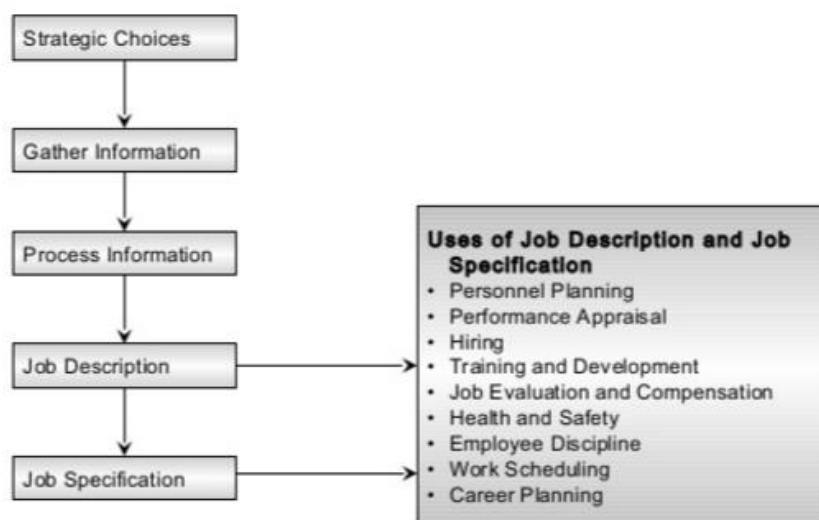 Strategic Choices
Gather Information
Process Information
Job Description
Job Specification
Uses of Job Description and Job
Specification
• Personnel Planning
• Performance Appraisal
• Hiring
• Training and Development
• Job Evaluation and Compensation
• Health and Safety
• Employee Discipline
• Work Scheduling
• Career Planning